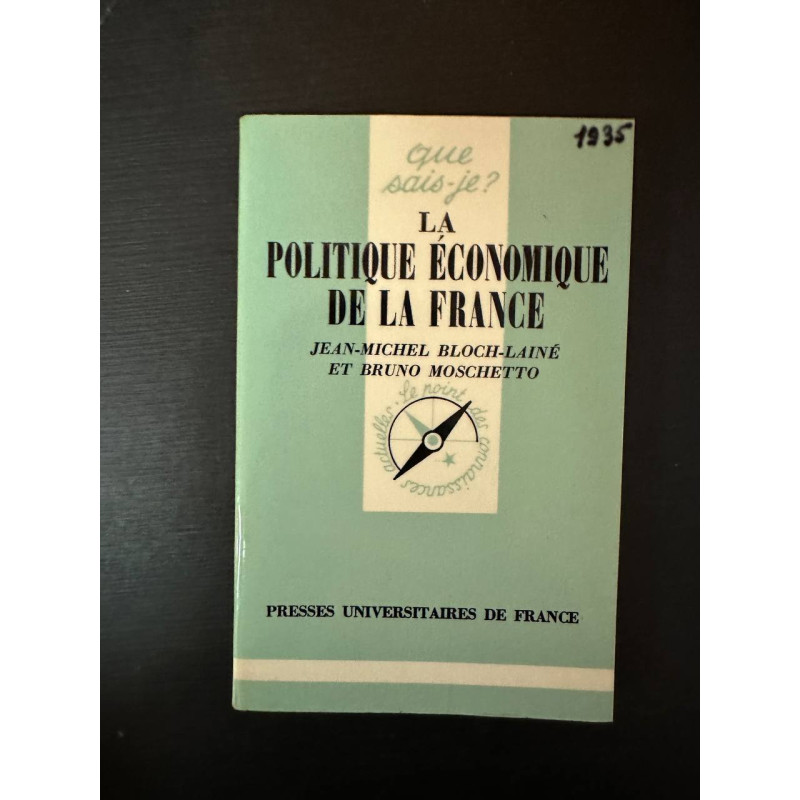 1935
que
sais-je?
LA
POLITIQUE ÉCONOMIQUE
DE LA FRANCE
JEAN-MICHEL BLOCH-LAINÉ
ET BRUNO MOSCHETTO
le point des connaissances actuelles.
PRESSES UNIVERSITAIRES DE FRANCE